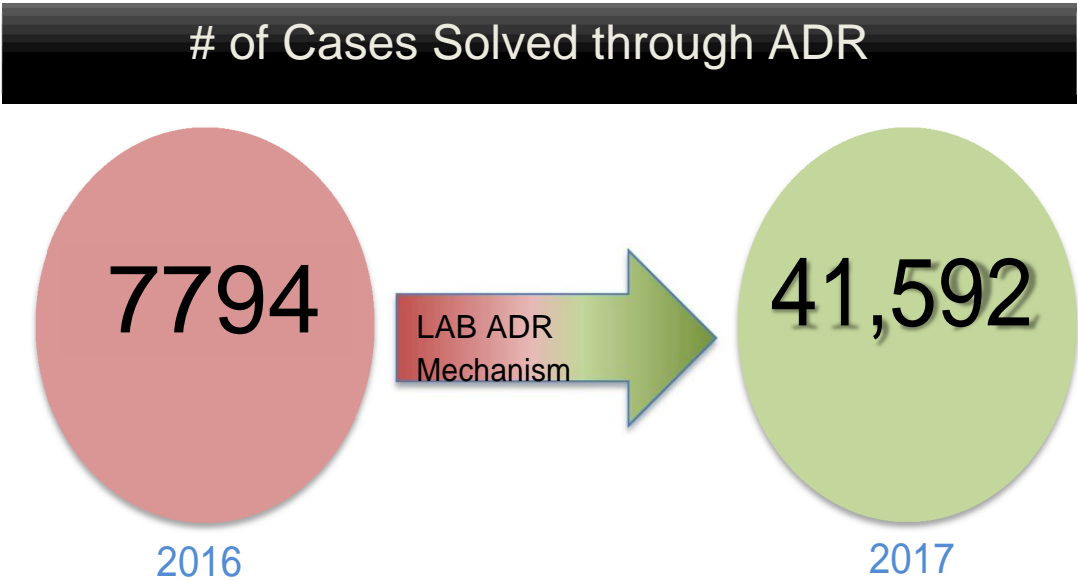 # of Cases Solved through ADR
7794
LAB ADR
Mechanism
41,592
2016
2017